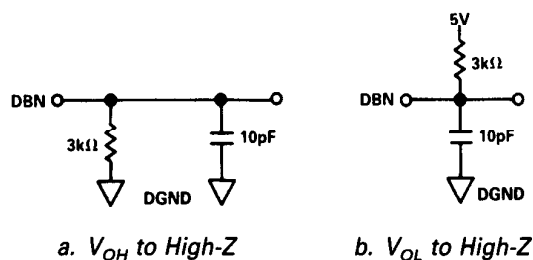 5V
3kΩ
DBN
DBN
3kΩ
10pF
10pF
DGND
DGND
a. VOH to High-Z
b. VOL to High-Z